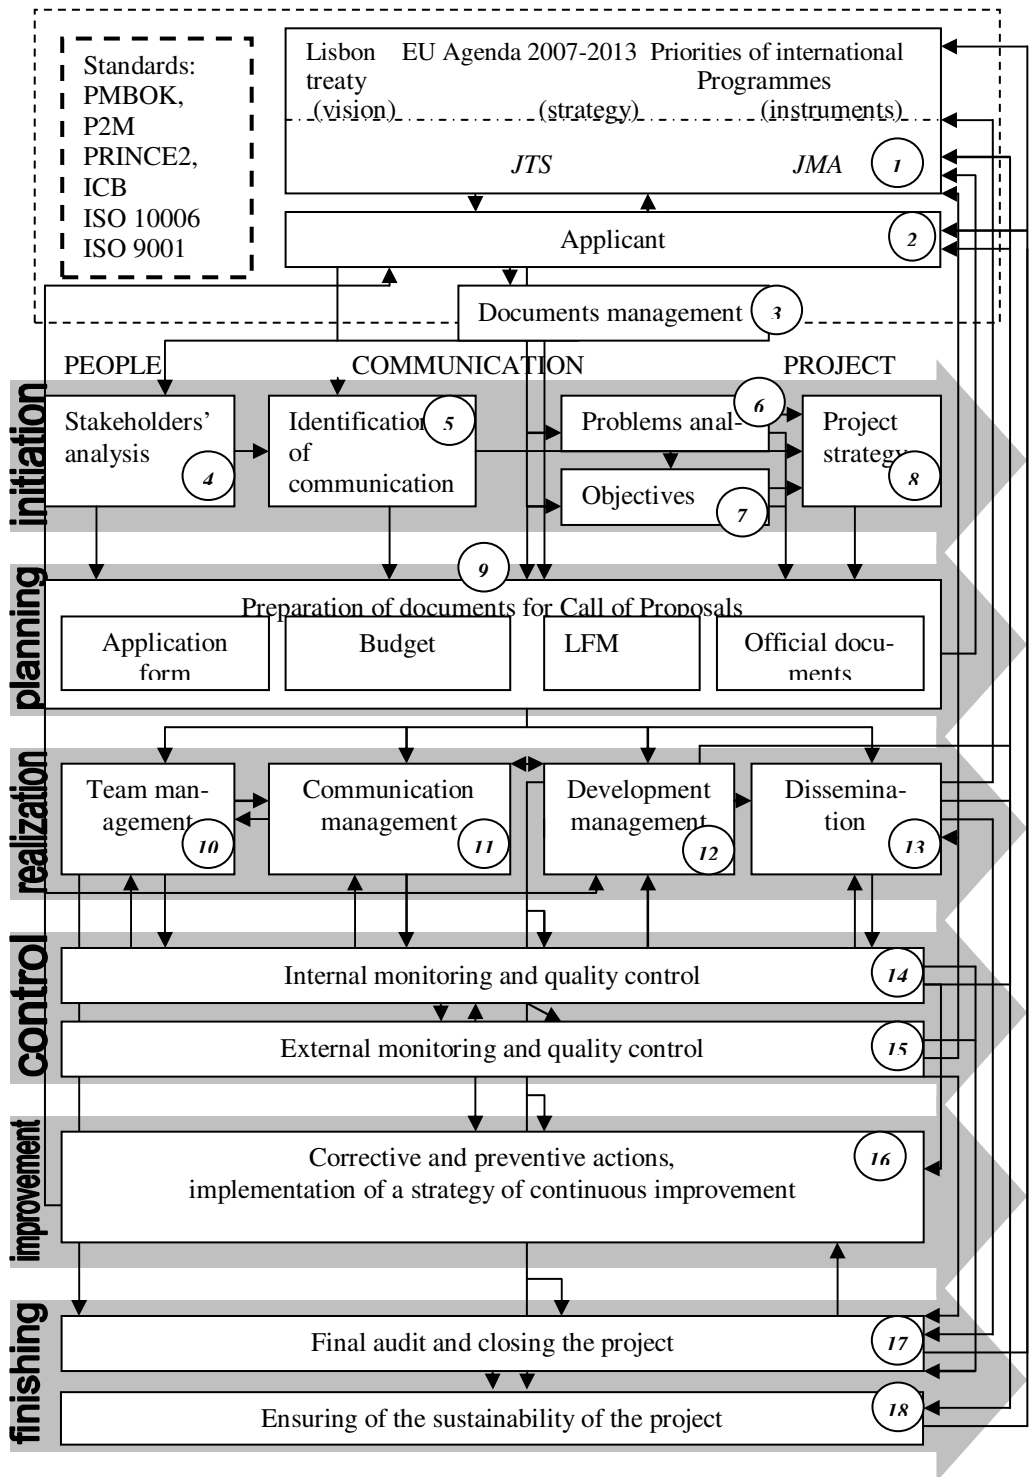 Standards:
PMBOK,
P2M
PRINCE2,
ICB
ISO 10006
ISO 9001
Lisbon EU Agenda 2007-2013 Priorities of international
treaty Programmes
(vision) (strategy) (instruments)
JTS JMA 1
Applicant 2
Documents management 3
PEOPLE COMMUNICATION PROJECT
initiation
Stakeholders'
analysis
4
Identification
of
communication
5
Problems anal-
6
Objectives
7
Project
strategy
8
planning
9
Preparation of documents for Call of Proposals
Application
form
Budget
LFM
Official docu-
ments
realization
Team man-
agement
10
Communication
management
11
Development
management
12
Dissemina-
tion
13
control
Internal monitoring and quality control 14
External monitoring and quality control 15
improvement
Corrective and preventive actions, 16
implementation of a strategy of continuous improvement
finishing
Final audit and closing the project 17
Ensuring of the sustainability of the project 18